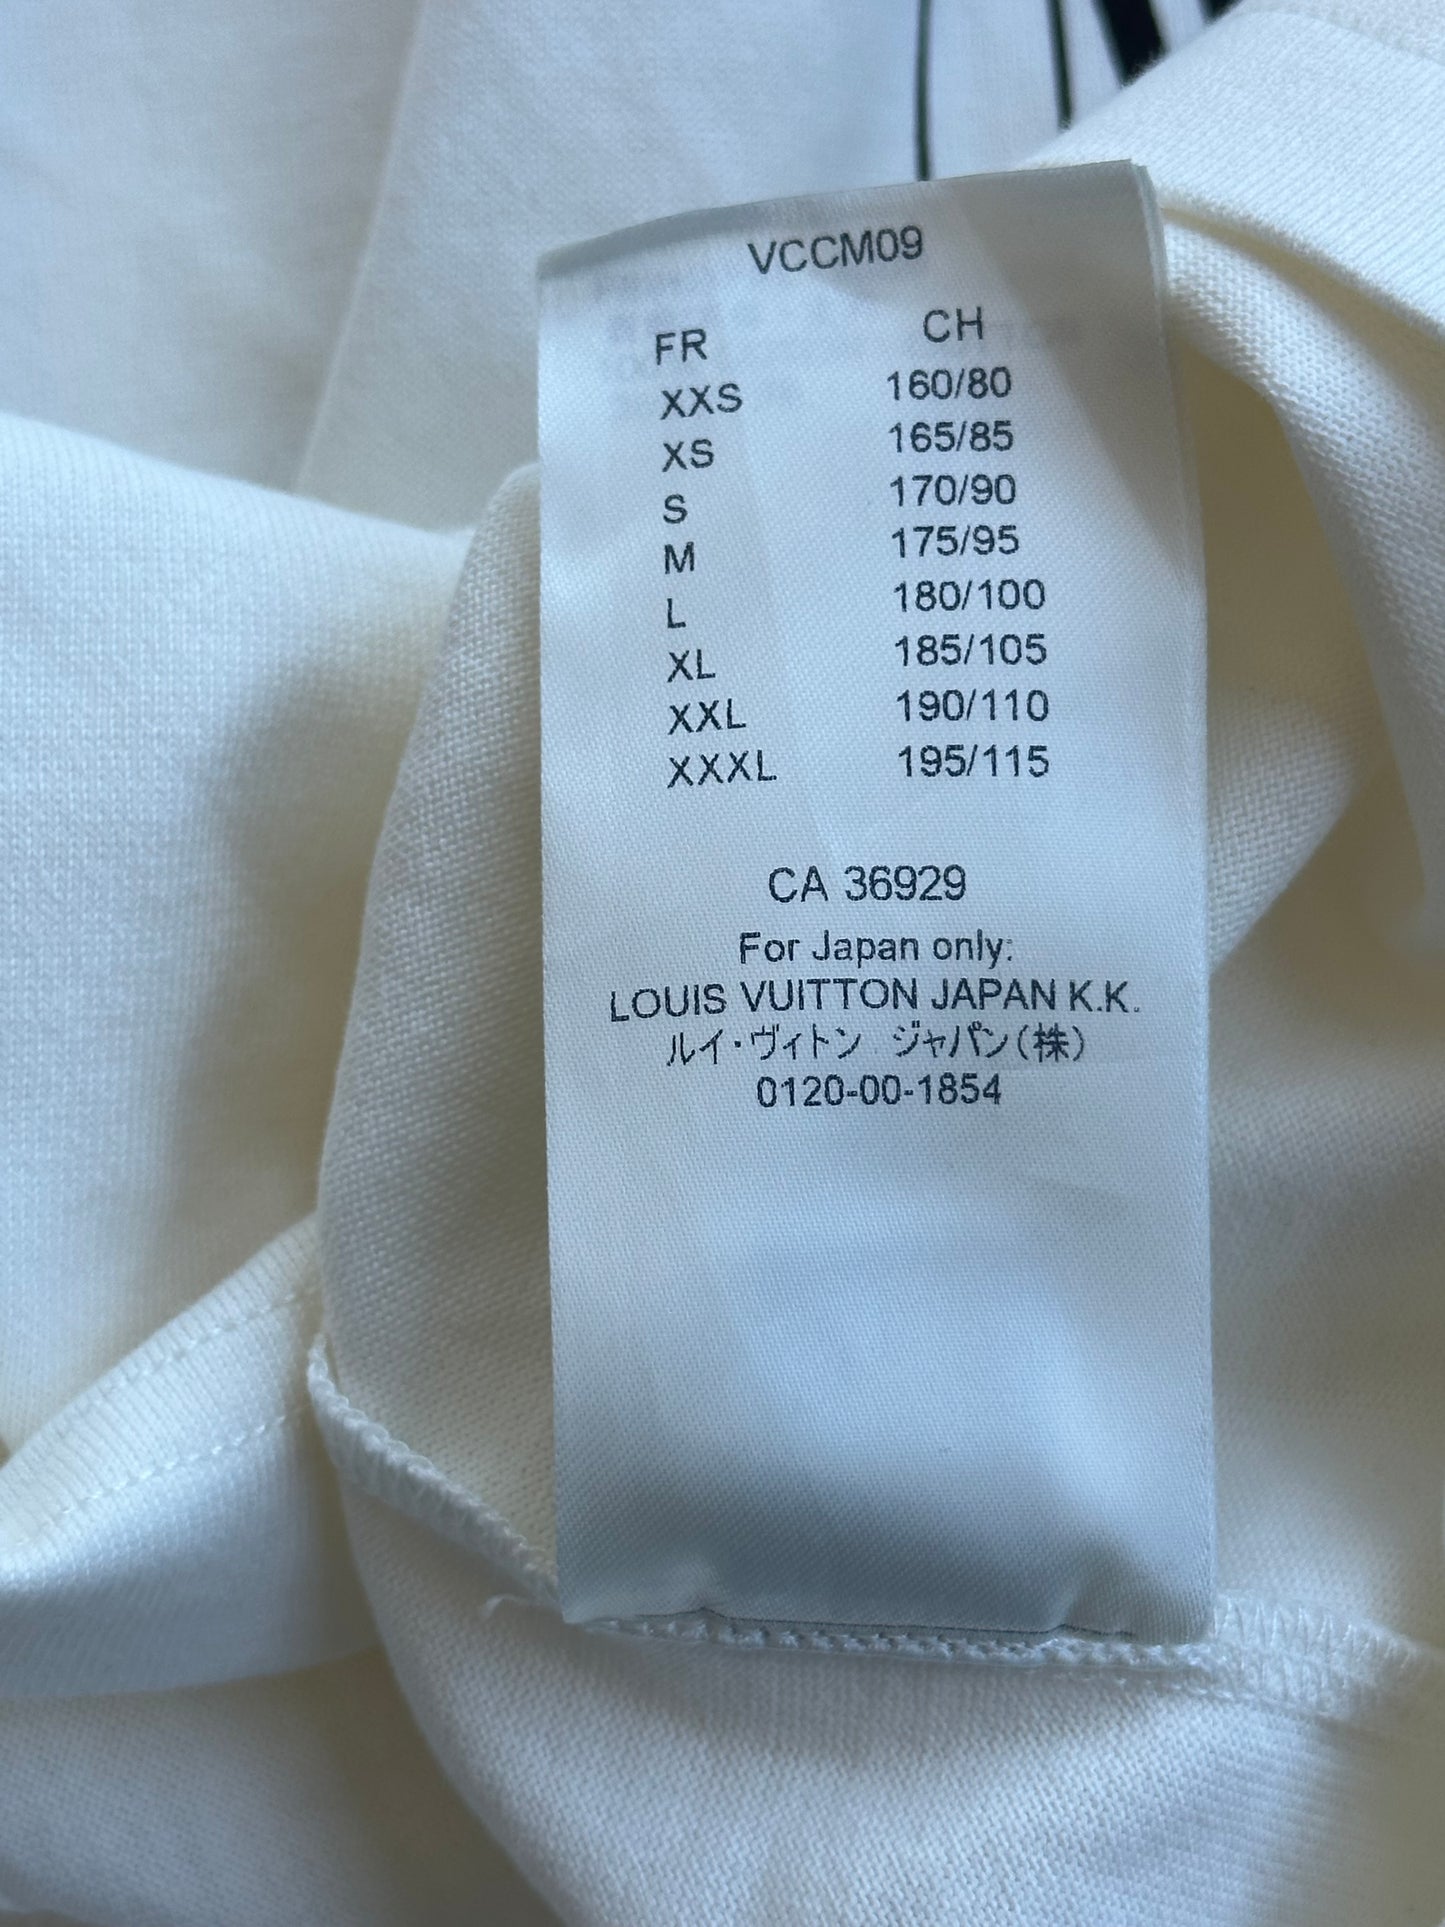 VCCM09
FR CH
XXS 160/80
XS 165/85
S 170/90
M 175/95
L 180/100
XL 185/105
XXL 190/110
XXXL 195/115
CA 36929
For Japan only:
LOUIS VUITTON JAPAN K.K.
ルイ・ヴィトン ジャパン(株)
0120-00-1854